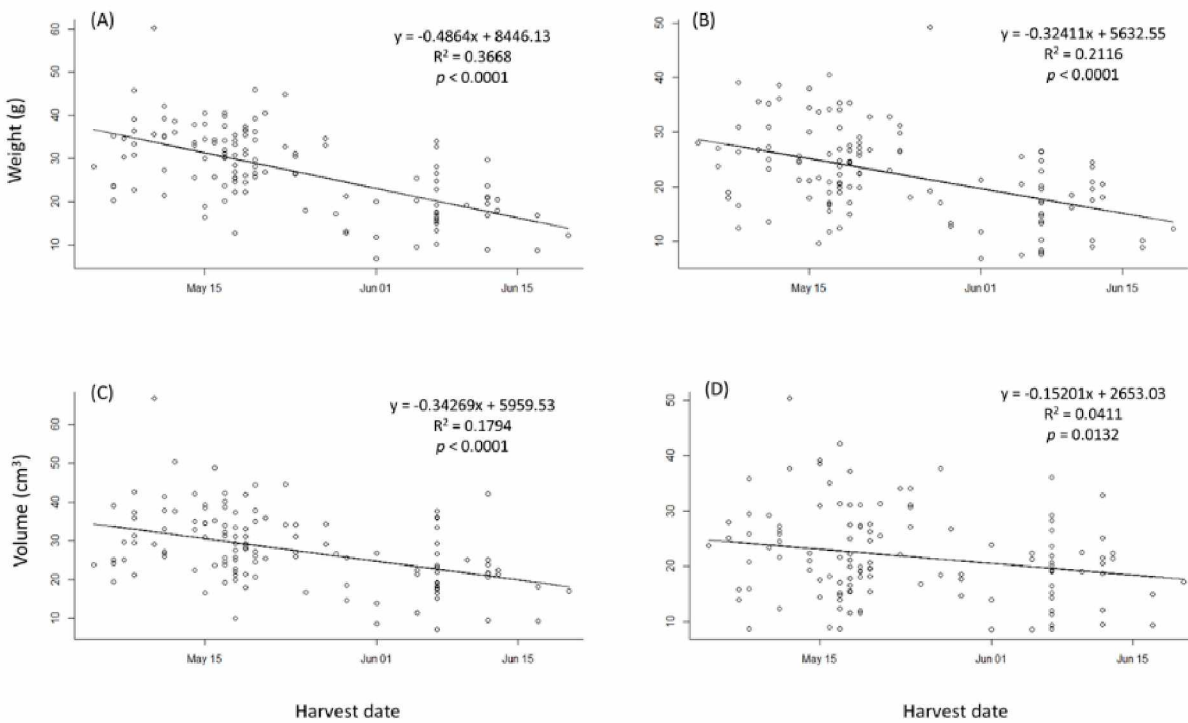 (A)
y = -0.4864x + 8446.13
R² = 0.3668
p < 0.0001
60
50
40
30
20
10
Weight (g)
May 15
Jun 01
Jun 15
(B)
y = -0.32411x + 5632.55
R² = 0.2116
p < 0.0001
50
40
30
20
10
May 15
Jun 01
Jun 15
(C)
y = -0.34269x + 5959.53
R² = 0.1794
p < 0.0001
60
50
40
30
20
10
Volume (cm³)
May 15
Jun 01
Jun 15
Harvest date
(D)
y = -0.15201x + 2653.03
R² = 0.0411
p = 0.0132
50
40
30
20
10
May 15
Jun 01
Jun 15
Harvest date